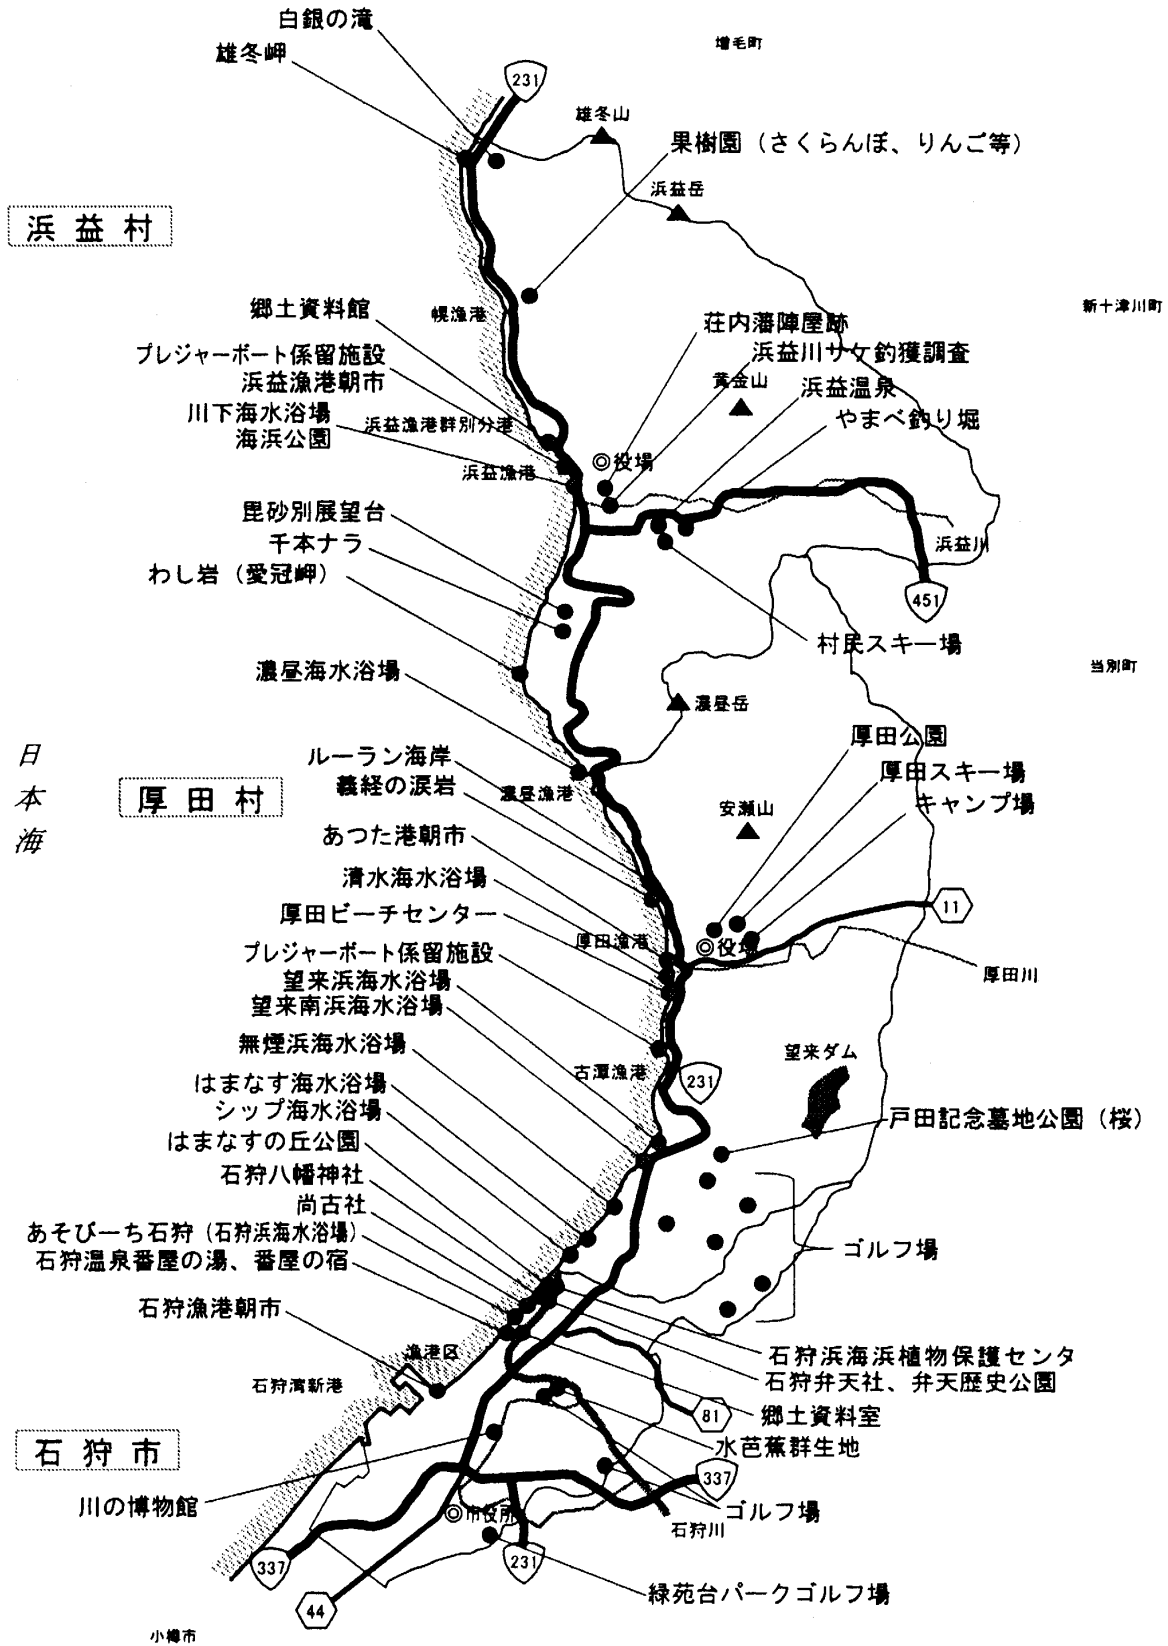 白銀の滝
増毛町
雄冬岬
231
雄冬山
果樹園（さくらんぼ、りんご等）
浜益岳
浜益村
新十津川町
郷土資料館
幌漁港
荘内藩陣屋跡
プレジャーボート係留施設
浜益川サケ釣獲調査
浜益漁港朝市
黄金山
浜益温泉
川下海水浴場
浜益漁港群別分港
やまべ釣り堀
海浜公園
◎役場
浜益漁港
毘砂別展望台
千本ナラ
浜益川
わし岩（愛冠岬）
451
村民スキー場
当別町
濃昼海水浴場
濃昼岳
厚田公園
日本海
ルーラン海岸
厚田スキー場
義経の涙岩
濃昼漁港
キャンプ場
厚田村
安瀬山
あつた港朝市
清水海水浴場
11
厚田ビーチセンター
厚田漁港
◎役場
プレジャーボート係留施設
厚田川
望来浜海水浴場
望来南浜海水浴場
無煙浜海水浴場
望来ダム
古潭漁港
231
はまなす海水浴場
シップ海水浴場
戸田記念墓地公園（桜）
はまなすの丘公園
石狩八幡神社
尚古社
あそびーち石狩（石狩浜海水浴場）
ゴルフ場
石狩温泉番屋の湯、番屋の宿
石狩漁港朝市
漁港区
石狩浜海浜植物保護センタ
石狩湾新港
石狩弁天社、弁天歴史公園
81
郷土資料室
石狩市
水芭蕉群生地
337
川の博物館
◎市役所
ゴルフ場
石狩川
337
231
緑苑台パークゴルフ場
44
小樽市